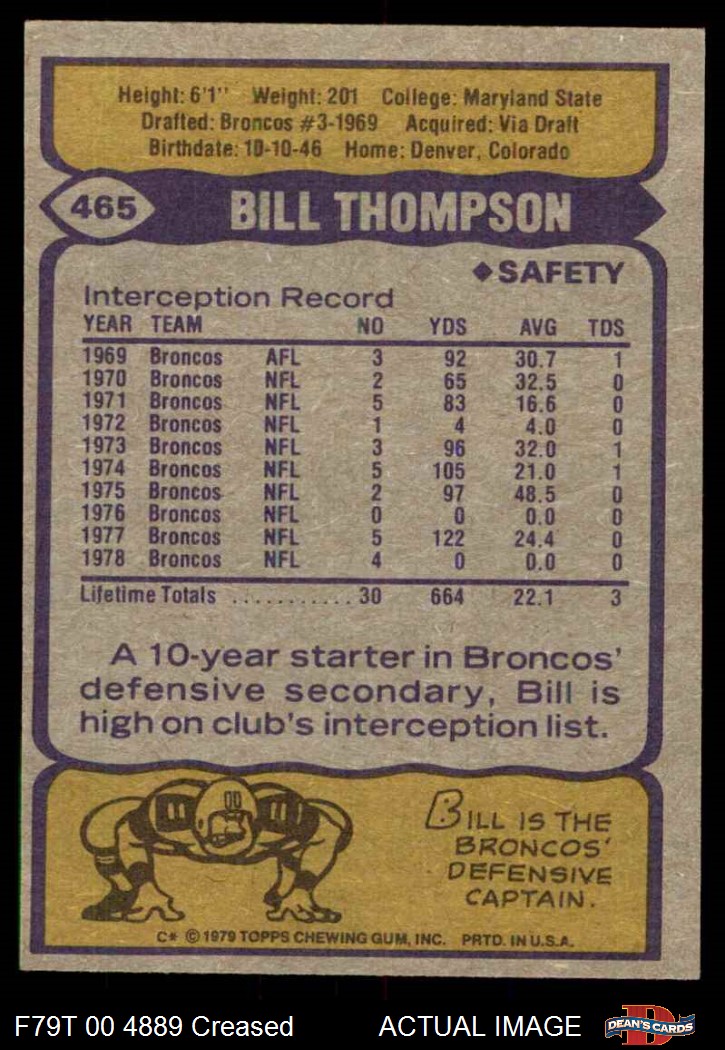 Height: 6'1" Weight: 201 College: Maryland State
Drafted: Broncos #3-1969 Acquired: Via Draft
Birthdate: 10-10-46 Home: Denver, Colorado
465 BILL THOMPSON
◆SAFETY
Interception Record
YEAR TEAM NO YDS AVG TDS
1969 Broncos AFL 3 92 30.7 1
1970 Broncos NFL 2 65 32.5 0
1971 Broncos NFL 5 83 16.6 0
1972 Broncos NFL 1 4 4.0 0
1973 Broncos NFL 3 96 32.0 1
1974 Broncos NFL 5 105 21.0 1
1975 Broncos NFL 2 97 48.5 0
1976 Broncos NFL 0 0 0.0 0
1977 Broncos NFL 5 122 24.4 0
1978 Broncos NFL 4 0 0.0 0
Lifetime Totals ........... 30 664 22.1 3
A 10-year starter in Broncos'
defensive secondary, Bill is
high on club's interception list.
00
BILL IS THE
BRONCOS'
DEFENSIVE
CAPTAIN.
C* © 1979 TOPPS CHEWING GUM, INC. PRTD. IN U.S.A.
F79T 00 4889 Creased ACTUAL IMAGE
D
DEAN'S CARDS